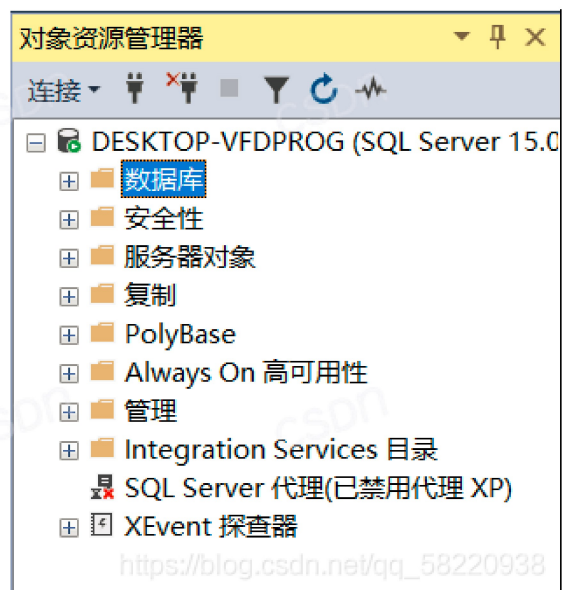 对象资源管理器
连接
DESKTOP-VFDPROG (SQL Server 15.0
数据库
安全性
服务器对象
复制
PolyBase
Always On 高可用性
管理
Integration Services 目录
SQL Server 代理(已禁用代理 XP)
XEvent 探查器
https://blog.csdn.net/qq_58220938